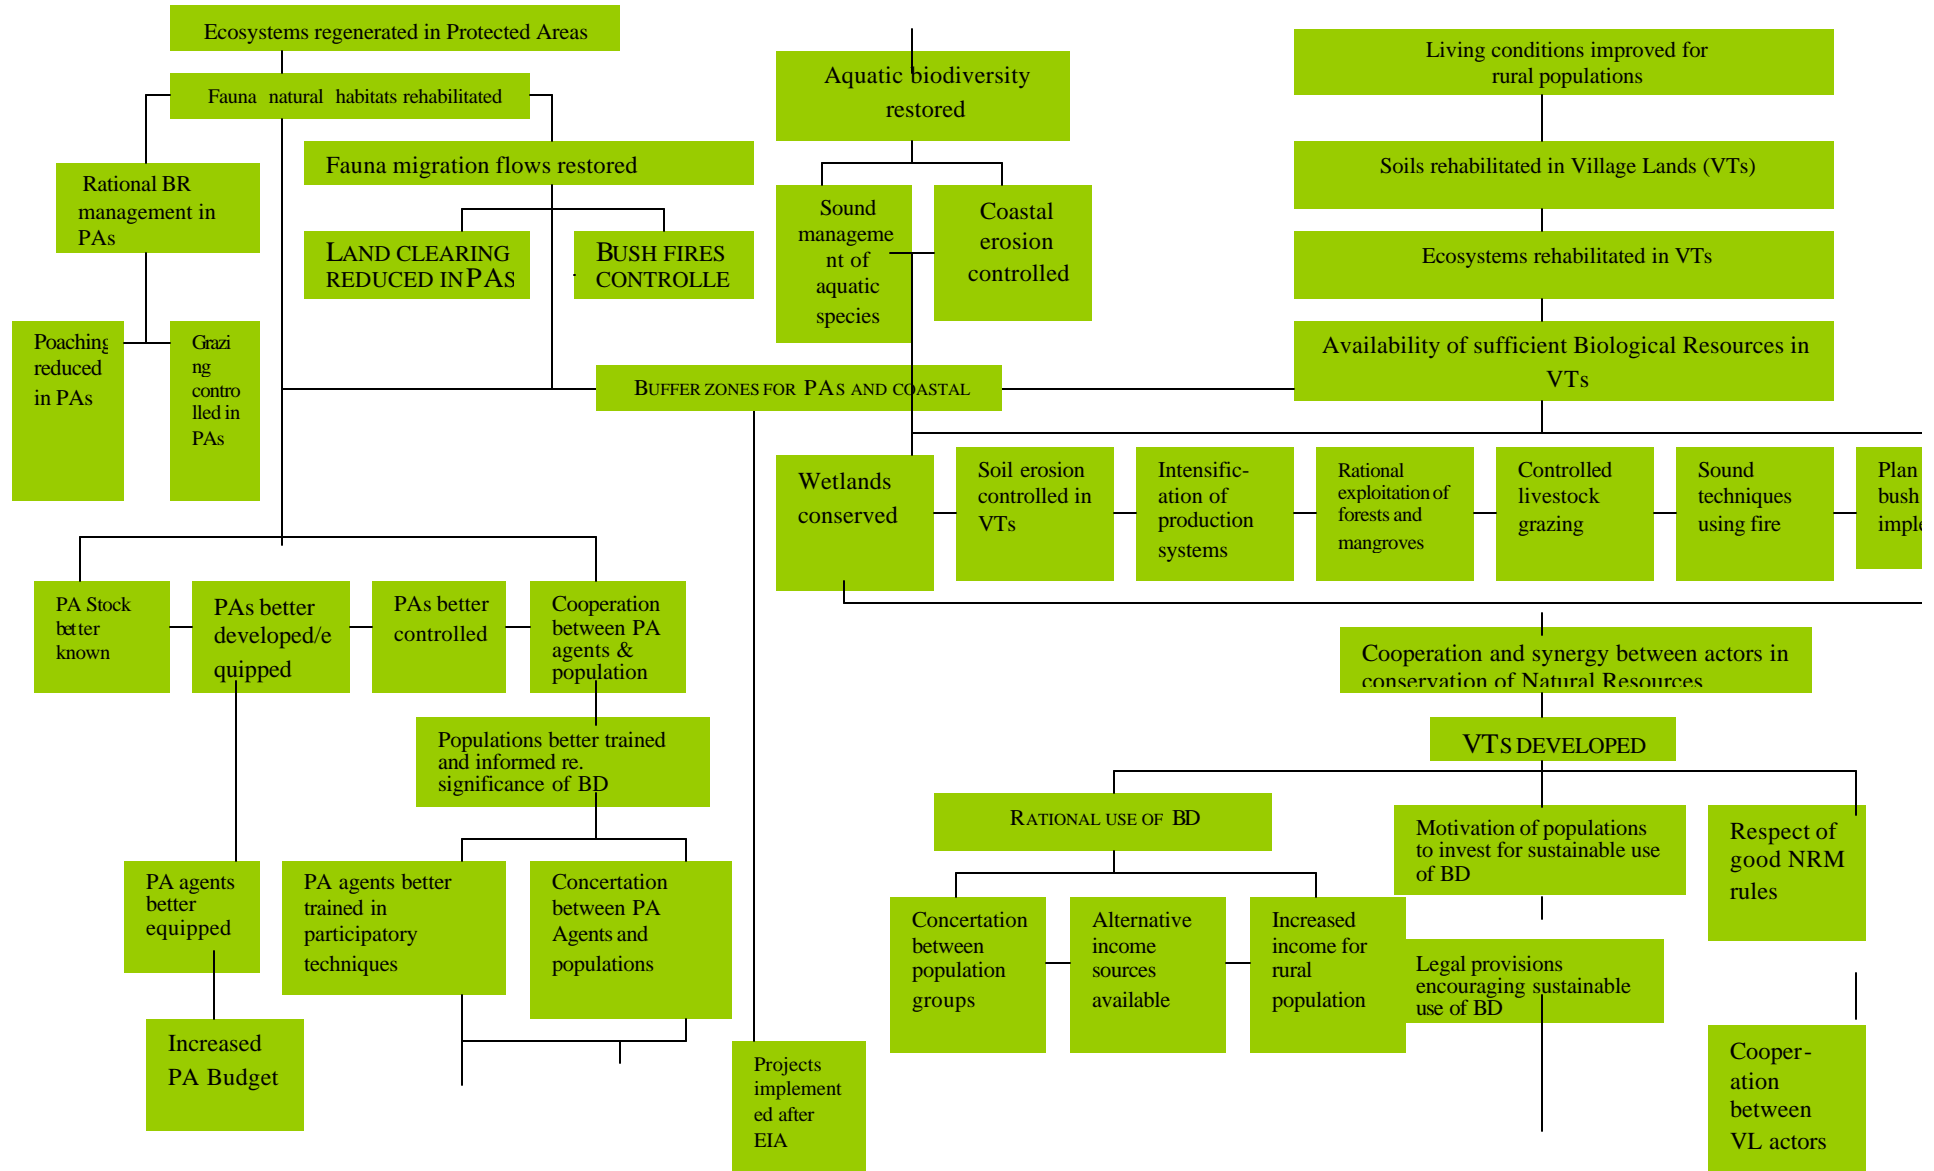 Ecosystems regenerated in Protected Areas
Fauna natural habitats rehabilitated
Rational BR
management in
PAs
Fauna migration flows restored
LAND CLEARING
REDUCED IN PAS
BUSH FIRES
CONTROLLE
Poaching
reduced
in PAs
Grazi
ng
contro
lled in
PAs
Aquatic biodiversity
restored
Sound
manageme
nt of
aquatic
species
Coastal
erosion
controlled
Living conditions improved for
rural populations
Soils rehabilitated in Village Lands (VTs)
Ecosystems rehabilitated in VTs
Availability of sufficient Biological Resources in
VTs
BUFFER ZONES FOR PAS AND COASTAL
Wetlands
conserved
Soil erosion
controlled in
VTs
Intensific-
ation of
production
systems
Rational
exploitation of
forests and
mangroves
Controlled
livestock
grazing
Sound
techniques
using fire
Plan
bush
imple
PA Stock
better
known
PAs better
developed/e
quipped
PAs better
controlled
Cooperation
between PA
agents &
population
Cooperation and synergy between actors in
conservation of Natural Resources
Populations better trained
and informed re.
significance of BD
VTS DEVELOPED
RATIONAL USE OF BD
Motivation of populations
to invest for sustainable use
of BD
Respect of
good NRM
rules
PA agents
better
equipped
PA agents better
trained in
participatory
techniques
Concertation
between PA
Agents and
populations
Concertation
between
population
groups
Alternative
income
sources
available
Increased
income for
rural
population
Legal provisions
encouraging sustainable
use of BD
Increased
PA Budget
Projects
implement
ed after
EIA
Cooper-
ation
between
VL actors